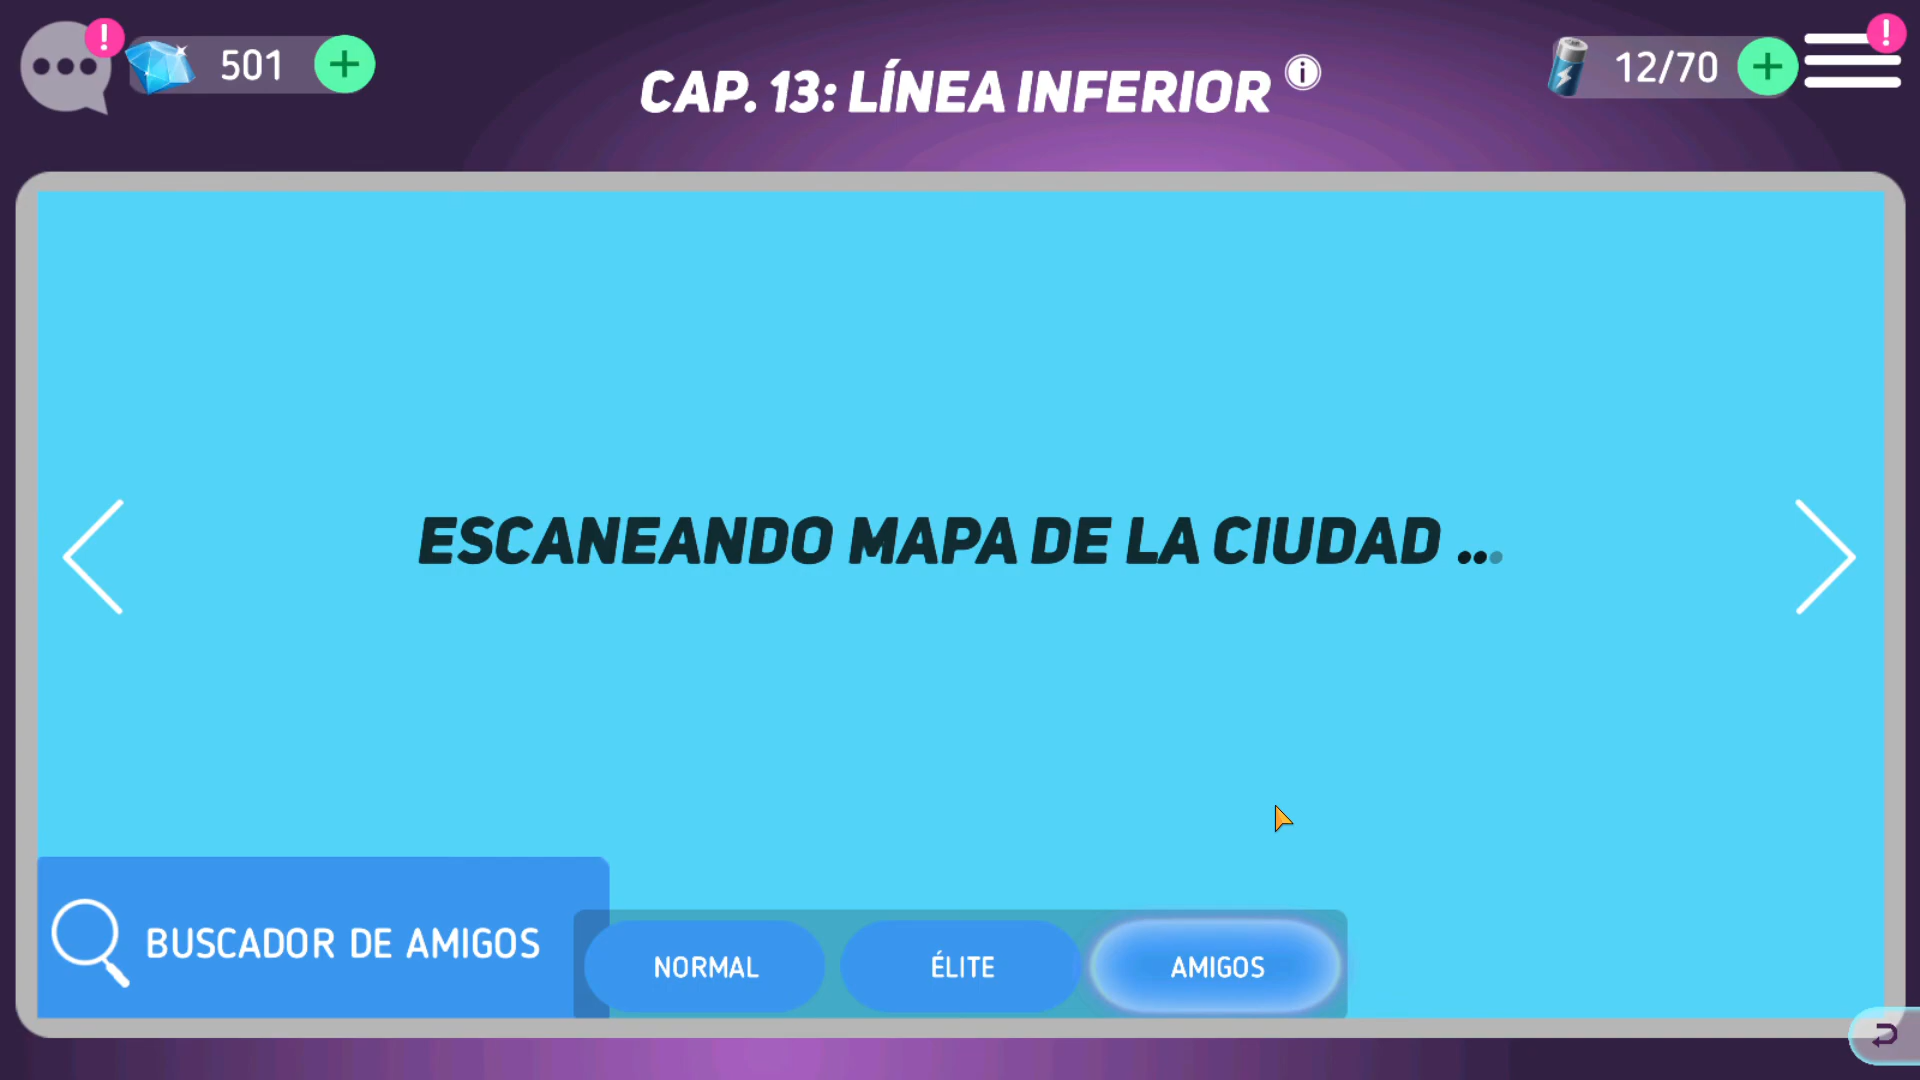 !
501
+
CAP. 13: LÍNEA INFERIOR
i
12/70
+
!
ESCANEANDO MAPA DE LA CIUDAD ...
BUSCADOR DE AMIGOS
NORMAL
ÉLITE
AMIGOS